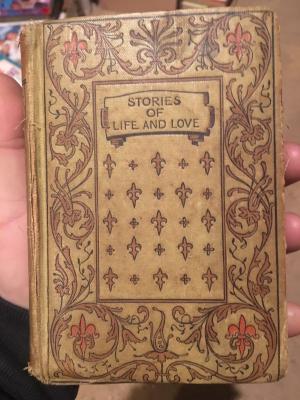 STORIES
OF
LIFE AND LOVE